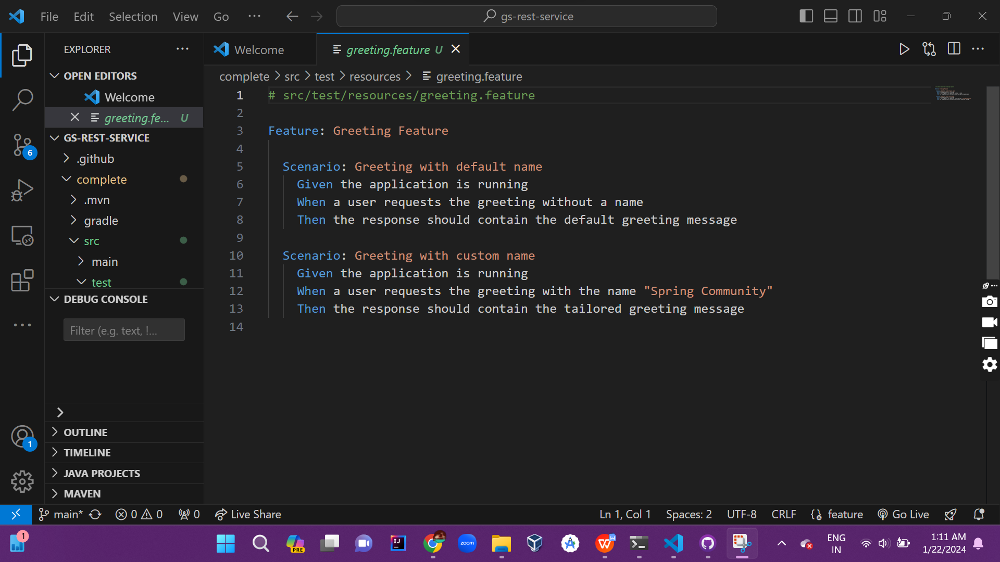 File Edit Selection View Go ···
gs-rest-service
EXPLORER ···
Welcome
greeting.feature U
OPEN EDITORS
Welcome
greeting.fe... U
complete > src > test > resources > greeting.feature
GS-REST-SERVICE
.github
complete
.mvn
gradle
src
main
test
6
1 # src/test/resources/greeting.feature
2
3 Feature: Greeting Feature
4
5 Scenario: Greeting with default name
6 Given the application is running
7 When a user requests the greeting without a name
8 Then the response should contain the default greeting message
9
10 Scenario: Greeting with custom name
11 Given the application is running
12 When a user requests the greeting with the name "Spring Community"
13 Then the response should contain the tailored greeting message
14
DEBUG CONSOLE
Filter (e.g. text, !...
OUTLINE
TIMELINE
JAVA PROJECTS
MAVEN
1
main* 0 0 0 Live Share
Ln 1, Col 1 Spaces: 2 UTF-8 CRLF feature Go Live
1
PRE
IJ
zoom
W
ENG
IN
1:11 AM
1/22/2024